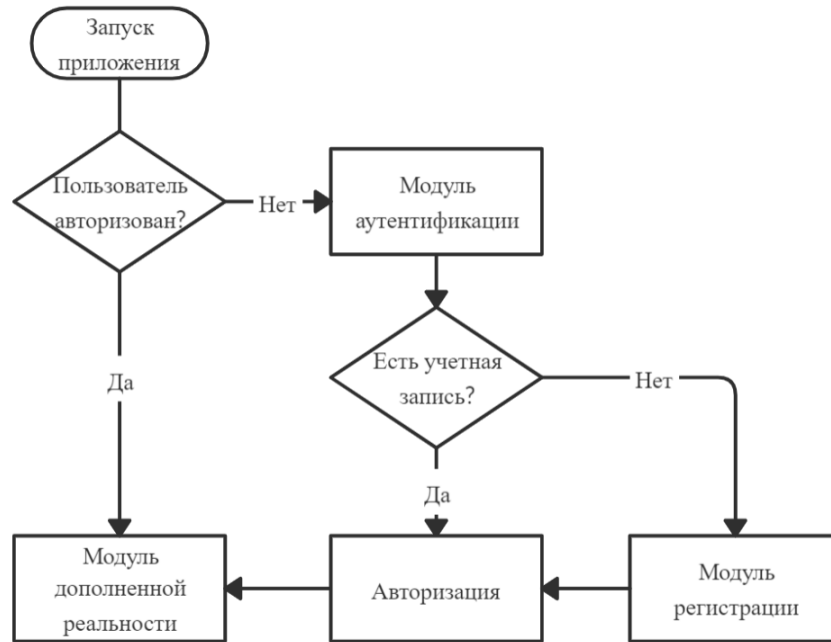 Запуск
приложения
Пользователь
авторизован?
Нет
Модуль
аутентификации
Есть учетная
запись?
Нет
Да
Да
Модуль
дополненной
реальности
Авторизация
Модуль
регистрации